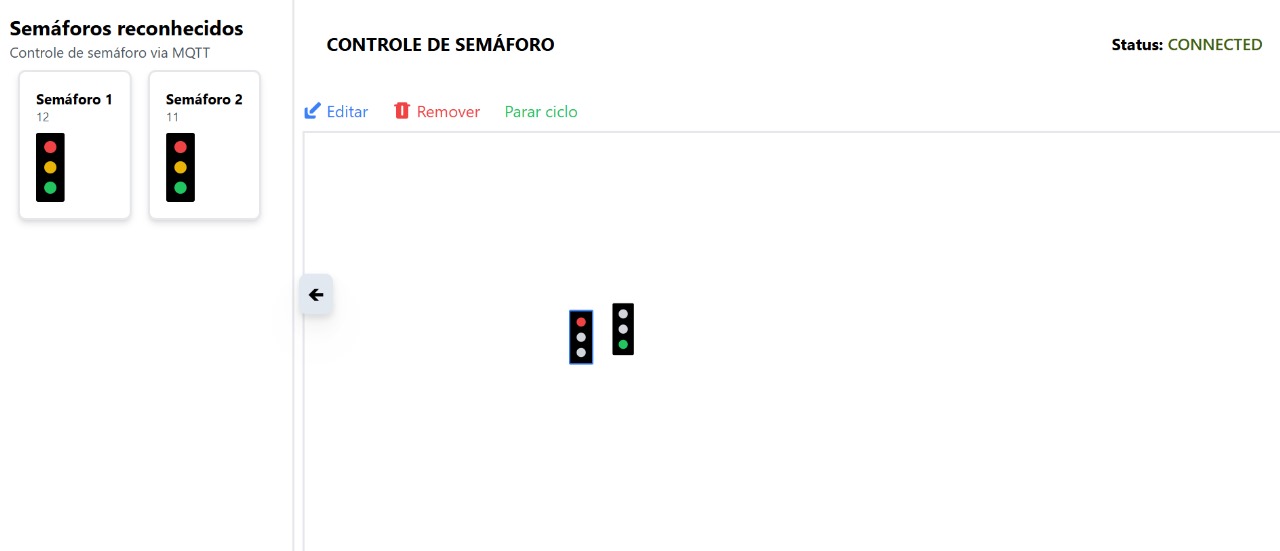 Semáforos reconhecidos
Controle de semáforo via MQTT
Semáforo 1
12
Semáforo 2
11
CONTROLE DE SEMÁFORO
Status: CONNECTED
Editar
Remover
Parar ciclo